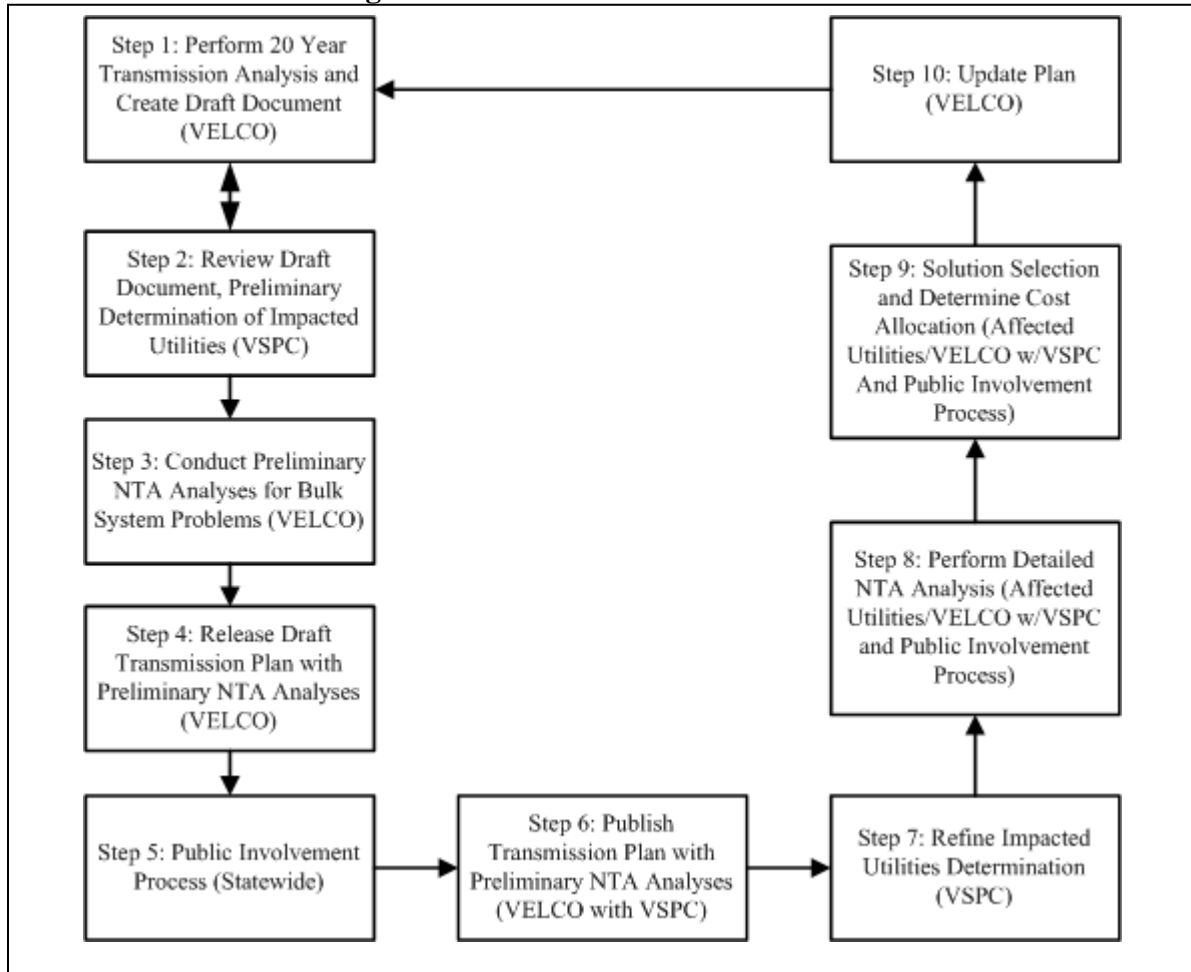 Step 1: Perform 20 Year
Transmission Analysis and
Create Draft Document
(VELCO)
Step 2: Review Draft
Document, Preliminary
Determination of Impacted
Utilities (VSPC)
Step 3: Conduct Preliminary
NTA Analyses for Bulk
System Problems (VELCO)
Step 4: Release Draft
Transmission Plan with
Preliminary NTA Analyses
(VELCO)
Step 5: Public Involvement
Process (Statewide)
Step 6: Publish
Transmission Plan with
Preliminary NTA Analyses
(VELCO with VSPC)
Step 7: Refine Impacted
Utilities Determination
(VSPC)
Step 8: Perform Detailed
NTA Analysis (Affected
Utilities/VELCO w/VSPC
and Public Involvement
Process)
Step 9: Solution Selection
and Determine Cost
Allocation (Affected
Utilities/VELCO w/VSPC
And Public Involvement
Process)
Step 10: Update Plan
(VELCO)